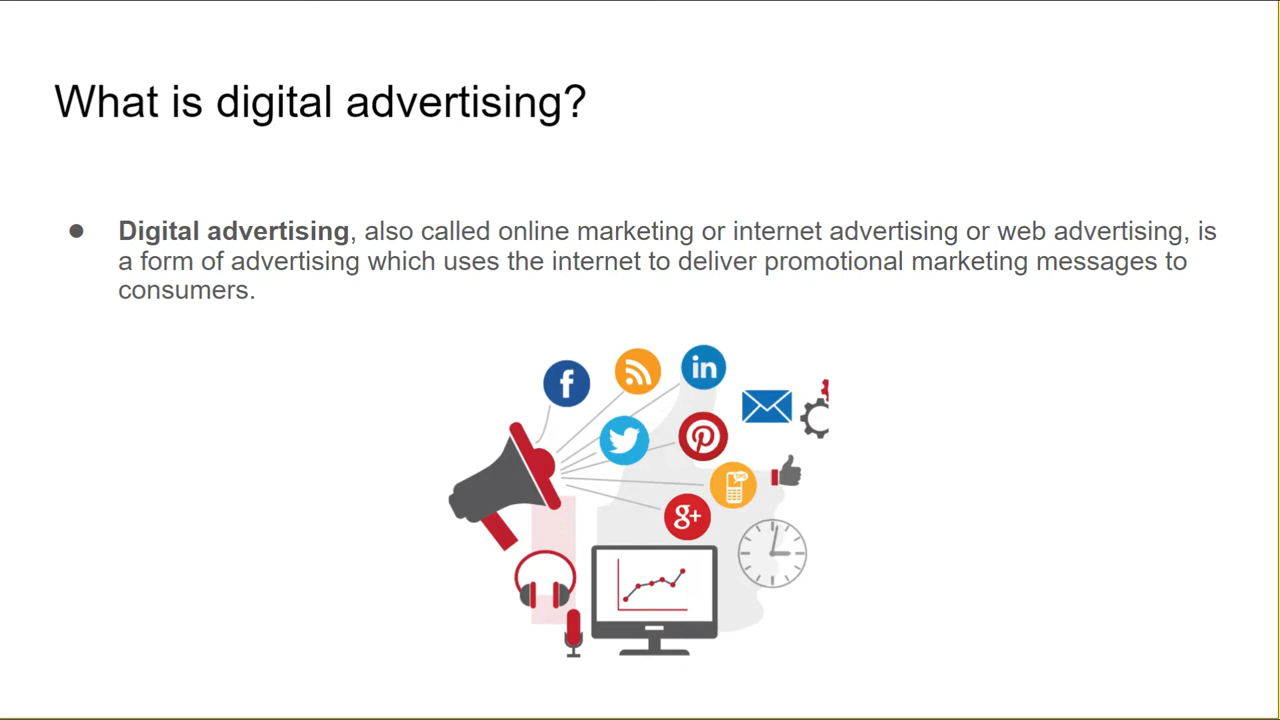 What is digital advertising?
● Digital advertising, also called online marketing or internet advertising or web advertising, is
a form of advertising which uses the internet to deliver promotional marketing messages to
consumers.
f
in
g+